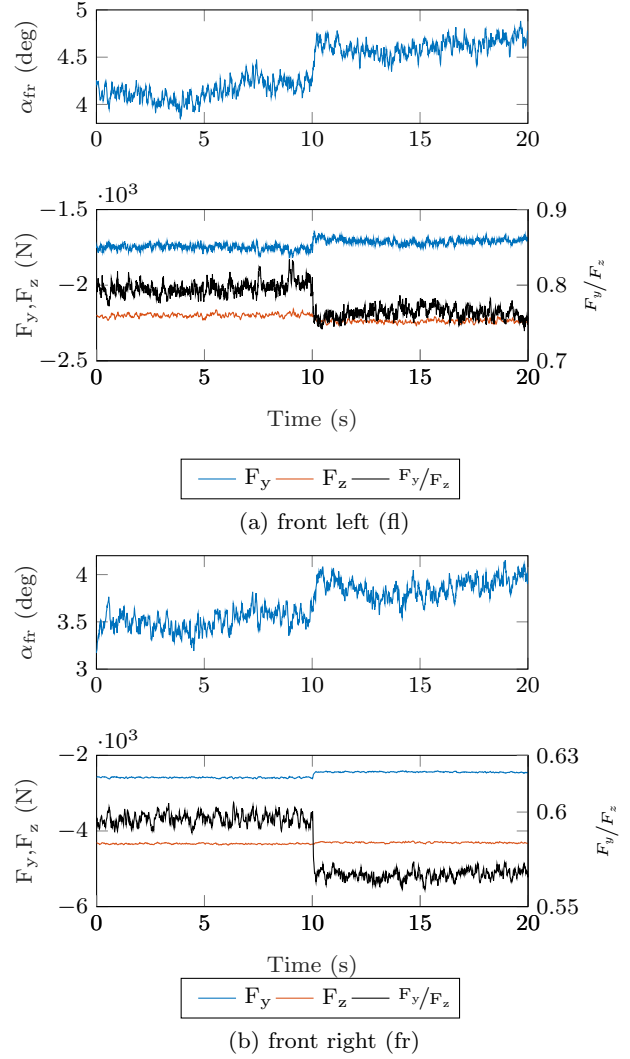 5
4.5
4
α_fr (deg)
0 5 10 15 20
·10^3
−1.5 0.9
−2 0.8
−2.5 0.7
F_y,F_z (N)
F_y/F_z
0 5 10 15 20
Time (s)
F_y F_z F_y/F_z
(a) front left (fl)
4
3.5
3
α_fr (deg)
0 5 10 15 20
·10^3
−2 0.63
−4 0.6
−6 0.55
F_y,F_z (N)
F_y/F_z
0 5 10 15 20
Time (s)
F_y F_z F_y/F_z
(b) front right (fr)